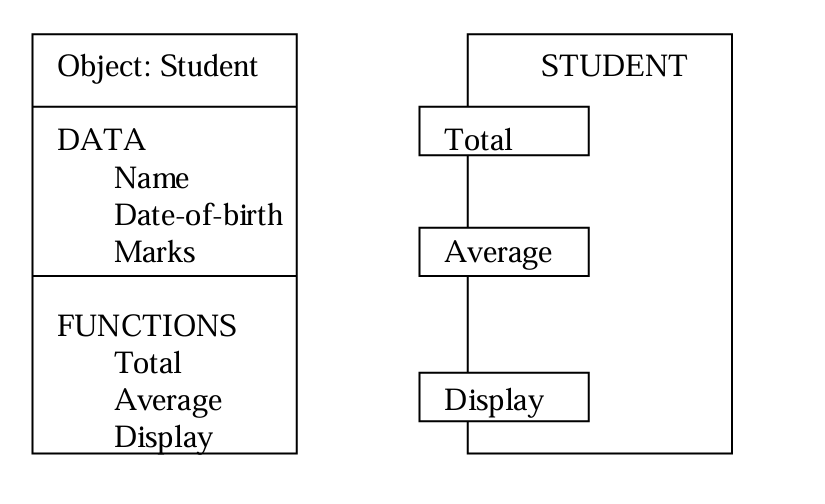 Object: Student
DATA
Name
Date-of-birth
Marks
FUNCTIONS
Total
Average
Display
STUDENT
Total
Average
Display